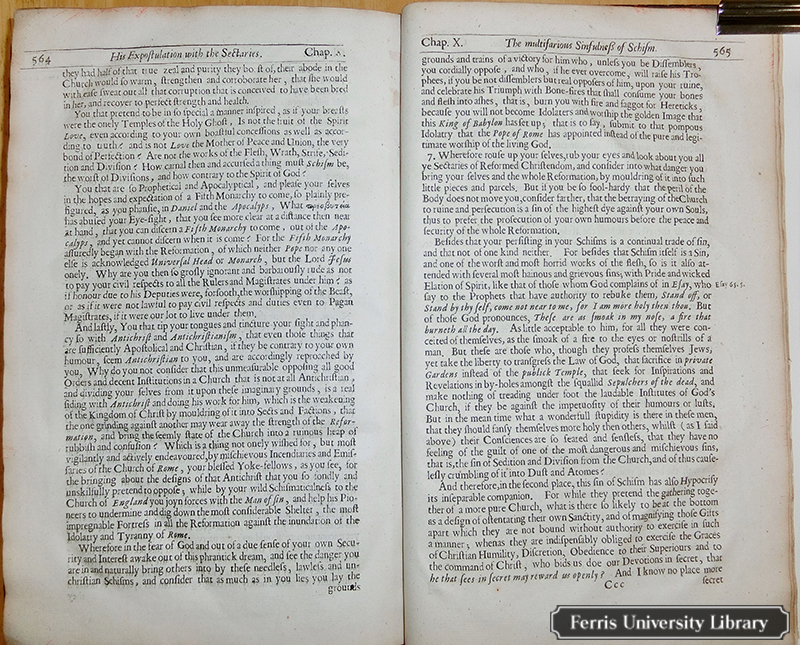 564 His Expostulation with the Sectaries. Chap.
they had half of that true zeal and purity they boſt of, their abode in the
Church would ſo warm, ſtrengthen and corroborate her, that ſhe would
with eaſe ſweat out all that corruption that is conceived to have been bred
in her, and recover to perfect ſtrength and health.
You that pretend to be in ſo ſpecial a manner inſpired, as if your breaſts
were the onely Temples of the Holy Ghoſt, Is not the fruit of the Spirit
Love, even according to your own boaſtful conceſſions as well as accor-
ding to truth? and is not Love the Mother of Peace and Union, the very
bond of Perfection? Are not the works of the Fleſh, Wrath, Strife, Sedi-
tion and Diviſion? How carnal then and accurſed a thing muſt Schiſm be,
the worſt of Diviſions, and how contrary to the Spirit of God?
You that are ſo Prophetical and Apocalyptical, and pleaſe your ſelves
in the hopes and expectation of a Fifth Monarchy to come, ſo plainly pre-
figured, as you phanſie, in Daniel and the Apocalyps, What
has abuſed your Eye-ſight, that you ſee more clear at a diſtance then near
at hand, that you can diſcern a Fifth Monarchy to come, out of the Apo-
calyps, and yet cannot diſcern when it is come? For the Fifth Monarchy
aſſuredly began with the Reformation, of which neither Pope nor any one
elſe is acknowledged Univerſal Head or Monarch, but the Lord Jeſus
onely. Why are you then ſo groſly ignorant and barbarouſly rude as not
to pay your civil reſpects to all the Rulers and Magiſtrates under him? as
if honour due to his Deputies were, forſooth, the worſhipping of the Beaſt,
or as if it were not lawful to pay civil reſpects and duties even to Pagan
Magiſtrates, if it were our lot to live under them.
And laſtly, You that tip your tongues and tincture your ſight and phan-
cy ſo with Antichriſt and Antichriſtianiſm, that even thoſe things that
are ſufficiently Apoſtolical and Chriſtian, if they be contrary to your own
humour, ſeem Antichriſtian to you, and are accordingly reproached by
you, Why do you not conſider that this unmeaſurable oppoſing all good
Orders and decent Inſtitutions in a Church that is not at all Antichriſtian,
and dividing your ſelves from it upon theſe imaginary grounds, is a real
ſiding with Antichriſt and doing his work for him, which is the weakening
of the Kingdom of Chriſt by moulding of it into Sects and Factions, that
the one grinding againſt another may wear away the ſtrength of the Refor-
mation, and bring the ſeemly ſtate of the Church into a ruinous heap of
rubbiſh and confuſion? Which is a thing not onely wiſhed for, but moſt
vigilantly and actively endeavoured, by miſchievous Incendiaries and Emiſ-
ſaries of the Church of Rome, your bleſſed Yoke-fellows, as you ſee, for
the bringing about the deſigns of that Antichriſt that you ſo fondly and
unskilfully pretend to oppoſe; while by your wild Schiſmaticalneſs to the
Church of England you joyn forces with the Man of ſin, and help his Pio-
neers to undermine and dig down the moſt conſiderable Shelter, the moſt
impregnable Fortreſs in all the Reformation againſt the inundation of the
Idolatry and Tyranny of Rome.
Wherefore in the fear of God and out of a due ſenſe of your own Secu-
rity and Intereſt awake out of this phrantick dream, and ſee the danger you
are in and naturally bring others into by theſe needleſs, lawleſs and un-
chriſtian Schiſms, and conſider that as much as in you lies you lay the
grounds
Chap. X. The multifarious Sinfulneſs of Schiſm. 565
grounds and trains of a victory for him who, unleſs you be Diſſemblers,
you cordially oppoſe, and who, if he ever overcome, will raiſe his Tro-
phees, if you be not diſſemblers but real oppoſers of him, upon your ruine,
and celebrate his Triumph with Bone-fires that ſhall conſume your bones
and fleſh into aſhes, that is, burn you with fire and faggot for Hereticks,
becauſe you will not become Idolaters and worſhip the golden Image that
this King of Babylon has ſet up; that is to ſay, ſubmit to that pompous
Idolatry that the Pope of Rome has appointed inſtead of the pure and legi-
timate worſhip of the living God.
7. Wherefore rouſe up your ſelves, rub your eyes and look about you all
ye Sectaries of Reformed Chriſtendom, and conſider into what danger you
bring your ſelves and the whole Reformation, by mouldring of it into ſuch
little pieces and parcels. But if you be ſo fool-hardy that the peril of the
Body does not move you, conſider farther, that the betraying of the Church
to ruine and perſecution is a ſin of the higheſt dye againſt your own Souls,
thus to prefer the proſecution of your own humours before the peace and
ſecurity of the whole Reformation.
Beſides that your perſiſting in your Schiſms is a continual trade of ſin,
and that not of one kind neither. For beſides that Schiſm itſelf is a Sin,
and one of the worſt and moſt horrid works of the fleſh, ſo is it alſo at-
tended with ſeveral moſt hainous and grievous ſins; with Pride and wicked
Elation of Spirit, like that of thoſe whom God complains of in Eſay, who Eſay 65. 5.
ſay to the Prophets that have authority to rebuke them, Stand off, or
Stand by thy ſelf, come not near to me, for I am more holy then thou. But
of thoſe God pronounces, Theſe are as ſmoak in my noſe, a fire that
burneth all the day. As little acceptable to him, for all they were con-
ceited of themſelves, as the ſmoak of a fire to the eyes or noſtrills of a
man. But theſe are thoſe who, though they profeſs themſelves Jews,
yet take the liberty to tranſgreſs the Law of God, that ſacrifice in private
Gardens inſtead of the publick Temple, that ſeek for Inſpirations and
Revelations in by-holes amongſt the ſquallid Sepulchers of the dead, and
make nothing of treading under foot the laudable Inſtitutes of God's
Church, if they be againſt the impetuoſity of their humours or luſts,
But in the mean time what a wonderful ſtupidity is there in theſe men,
that they ſhould fanſy themſelves more holy then others, whilſt (as I ſaid
above) their Conſciences are ſo ſeared and ſenſleſs, that they have no
feeling of the guilt of one of the moſt dangerous and miſchievous ſins,
that is, the ſin of Sedition and Diviſion from the Church, and of thus cauſe-
leſly crumbling of it into Duſt and Atomes?
And therefore, in the ſecond place, this ſin of Schiſm has alſo Hypocriſy
its inſeparable companion. For while they pretend the gathering toge-
ther of a more pure Church, what is there ſo likely to beat the bottom
as a deſign of oſtentating their own Sanctity, and of magnifying thoſe Gifts
apart which they are not bound without authority to exerciſe in ſuch
a manner; whenas they are indiſpenſably obliged to exerciſe the Graces
of Chriſtian Humility, Diſcretion, Obedience to their Superiours and to
the command of Chriſt, who bids us doe our Devotions in ſecret, that
he that ſees in ſecret may reward us openly? And I know no place more
Ccc ſecret
Ferris University Library